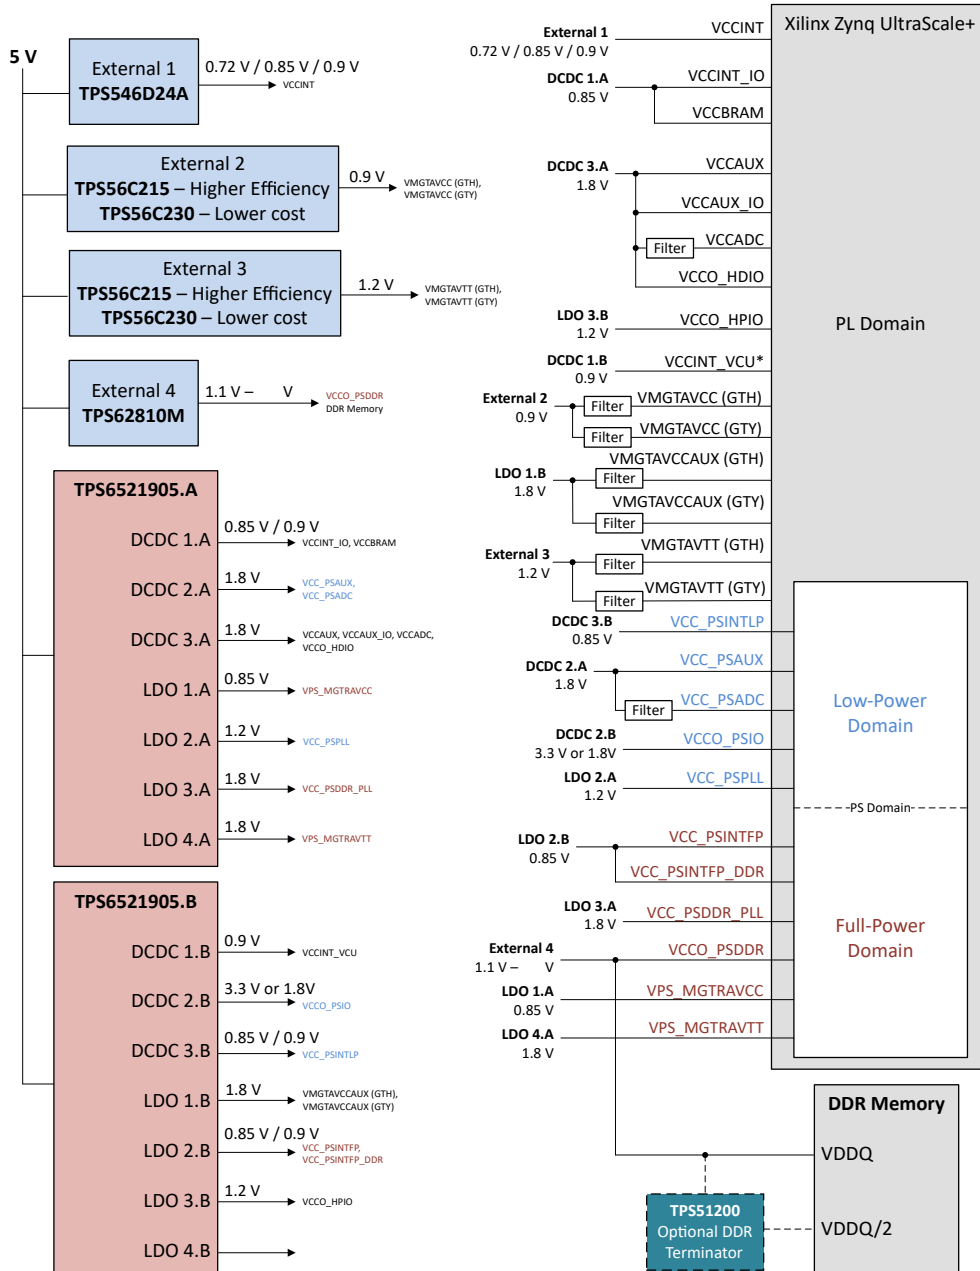 5 V
External 1
TPS546D24A
0.72 V / 0.85 V / 0.9 V
VCCINT
External 2
TPS56C215 – Higher Efficiency
TPS56C230 – Lower cost
0.9 V
VMGTAVCC (GTH),
VMGTAVCC (GTY)
External 3
TPS56C215 – Higher Efficiency
TPS56C230 – Lower cost
1.2 V
VMGTAVTT (GTH),
VMGTAVTT (GTY)
External 4
TPS62810M
1.1 V – V
VCCO_PSDDR
DDR Memory
TPS6521905.A
DCDC 1.A
0.85 V / 0.9 V
VCCINT_IO, VCCBRAM
DCDC 2.A
1.8 V
VCC_PSAUX,
VCC_PSADC
DCDC 3.A
1.8 V
VCCAUX, VCCAUX_IO, VCCADC,
VCCO_HDIO
LDO 1.A
0.85 V
VPS_MGTRAVCC
LDO 2.A
1.2 V
VCC_PSPLL
LDO 3.A
1.8 V
VCC_PSDDR_PLL
LDO 4.A
1.8 V
VPS_MGTRAVTT
TPS6521905.B
DCDC 1.B
0.9 V
VCCINT_VCU
DCDC 2.B
3.3 V or 1.8V
VCCO_PSIO
DCDC 3.B
0.85 V / 0.9 V
VCC_PSINTLP
LDO 1.B
1.8 V
VMGTAVCCAUX (GTH),
VMGTAVCCAUX (GTY)
LDO 2.B
0.85 V / 0.9 V
VCC_PSINTFP,
VCC_PSINTFP_DDR
LDO 3.B
1.2 V
VCCO_HPIO
LDO 4.B
Xilinx Zynq UltraScale+
External 1
0.72 V / 0.85 V / 0.9 V
VCCINT
DCDC 1.A
0.85 V
VCCINT_IO
VCCBRAM
DCDC 3.A
1.8 V
VCCAUX
VCCAUX_IO
Filter
VCCADC
VCCO_HDIO
PL Domain
LDO 3.B
1.2 V
VCCO_HPIO
DCDC 1.B
0.9 V
VCCINT_VCU*
External 2
0.9 V
Filter
VMGTAVCC (GTH)
Filter
VMGTAVCC (GTY)
LDO 1.B
1.8 V
VMGTAVCCAUX (GTH)
Filter
VMGTAVCCAUX (GTY)
Filter
External 3
1.2 V
VMGTAVTT (GTH)
Filter
VMGTAVTT (GTY)
Filter
DCDC 3.B
0.85 V
VCC_PSINTLP
DCDC 2.A
1.8 V
VCC_PSAUX
Filter
VCC_PSADC
Low-Power
Domain
DCDC 2.B
3.3 V or 1.8V
VCCO_PSIO
LDO 2.A
1.2 V
VCC_PSPLL
PS Domain
LDO 2.B
0.85 V
VCC_PSINTFP
VCC_PSINTFP_DDR
LDO 3.A
1.8 V
VCC_PSDDR_PLL
Full-Power
Domain
External 4
1.1 V – V
VCCO_PSDDR
LDO 1.A
0.85 V
VPS_MGTRAVCC
LDO 4.A
1.8 V
VPS_MGTRAVTT
DDR Memory
VDDQ
TPS51200
Optional DDR
Terminator
VDDQ/2